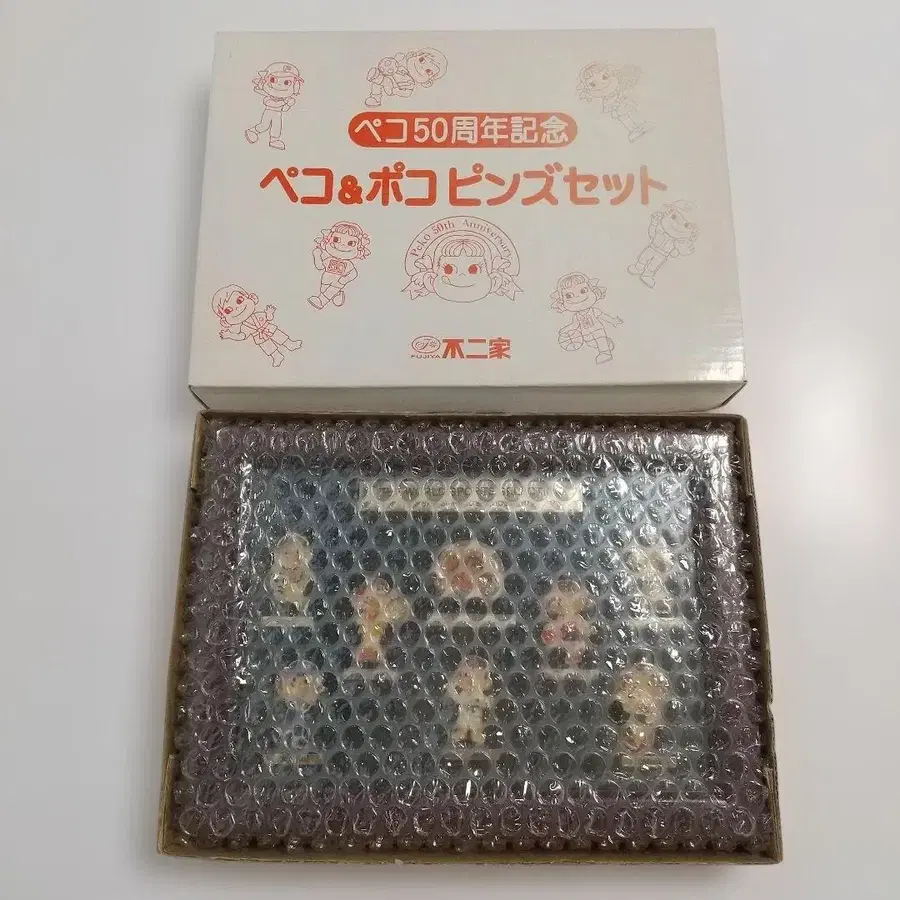 ペコ50周年記念
ペコ&ポコ ピンズセット
Peko 50th Anniversary
FUJIYA 不二家